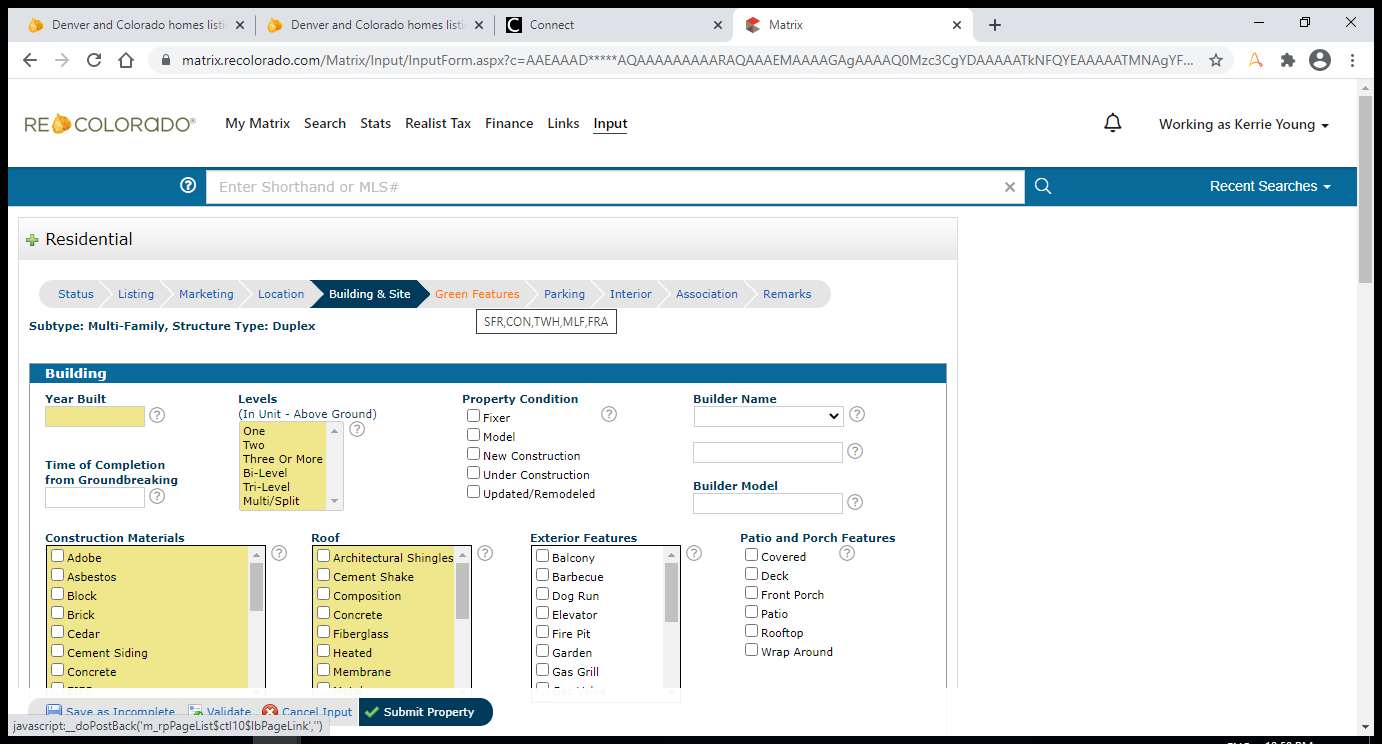 Denver and Colorado homes listi
Denver and Colorado homes listi
Connect
Matrix
matrix.recolorado.com/Matrix/Input/InputForm.aspx?c=AAEAAAD*****AQAAAAAAAAARAQAAAEMAAAAGAgAAAAQ0Mzc3CgYDAAAAATkNFQYEAAAAATMNAgYF...
RECOLORADO®
My Matrix Search Stats Realist Tax Finance Links Input
Working as Kerrie Young
Enter Shorthand or MLS#
Recent Searches
Residential
Status Listing Marketing Location Building & Site Green Features Parking Interior Association Remarks
Subtype: Multi-Family, Structure Type: Duplex
SFR,CON,TWH,MLF,FRA
Building
Year Built
Time of Completion
from Groundbreaking
Levels
(In Unit - Above Ground)
One
Two
Three Or More
Bi-Level
Tri-Level
Multi/Split
Property Condition
Fixer
Model
New Construction
Under Construction
Updated/Remodeled
Builder Name
Builder Model
Construction Materials
Adobe
Asbestos
Block
Brick
Cedar
Cement Siding
Concrete
Roof
Architectural Shingles
Cement Shake
Composition
Concrete
Fiberglass
Heated
Membrane
Exterior Features
Balcony
Barbecue
Dog Run
Elevator
Fire Pit
Garden
Gas Grill
Patio and Porch Features
Covered
Deck
Front Porch
Patio
Rooftop
Wrap Around
Save as Incomplete Validate Cancel Input Submit Property
javascript:__doPostBack('m_rpPageList$ctl10$lbPageLink','')